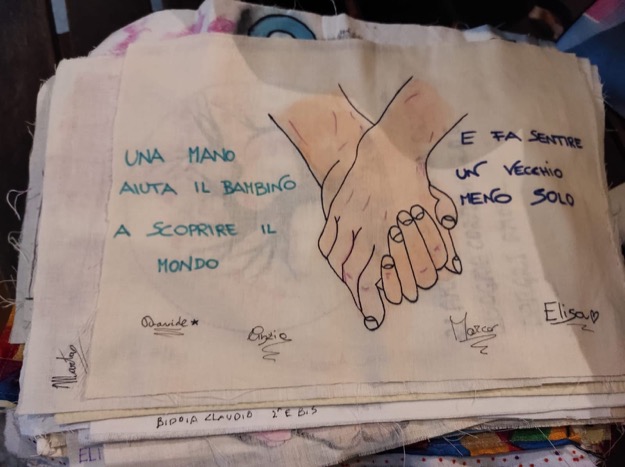 UNA MANO
AIUTA IL BAMBINO
A SCOPRIRE IL
MONDO
E FA SENTIRE
UN VECCHIO
MENO SOLO
Davide
Marco
Elisa
CLAUDIO 2°E BIS